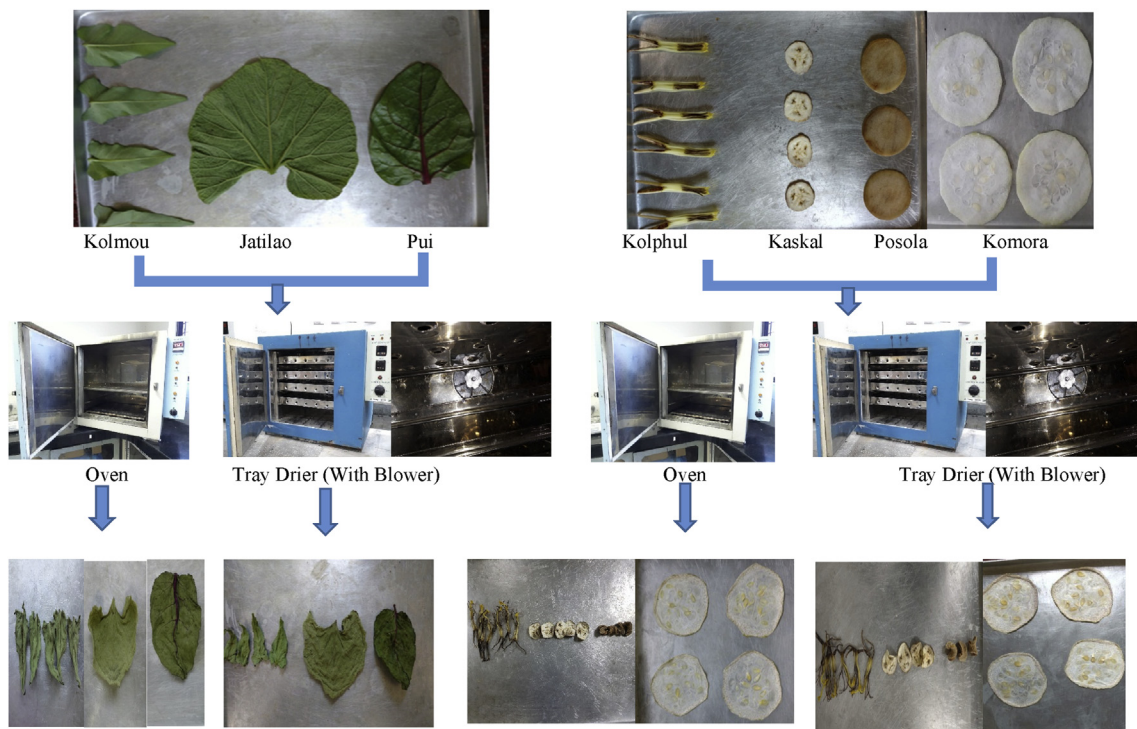 Kolmou Jatilao Pui
Kolphul Kaskal Posola Komora
Oven Tray Drier (With Blower)
Oven Tray Drier (With Blower)